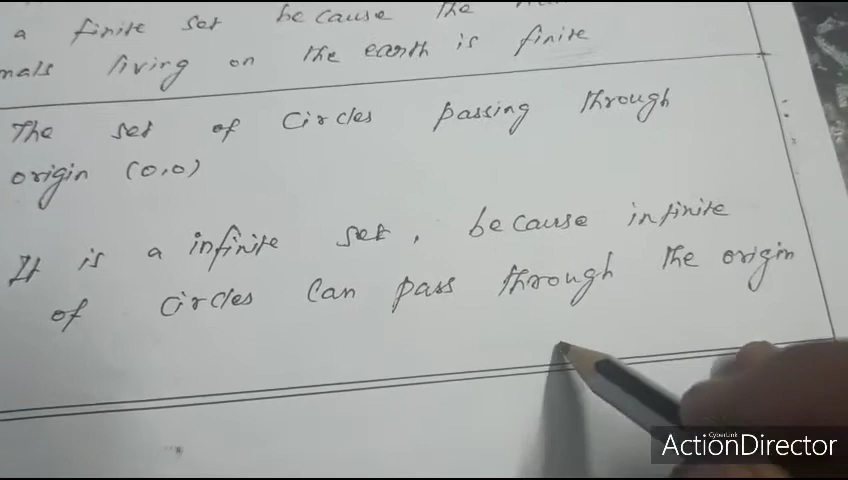 a finite set because the
mals living on the earth is finite
The set of Circles passing through
origin (0,0)
It is a infinite set, because infinite
of circles can pass through the origin
CyberLink
ActionDirector